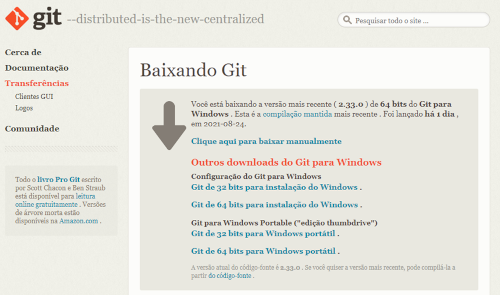 git --distributed-is-the-new-centralized
Pesquisar todo o site ...
Cerca de
Documentação
Transferências
Clientes GUI
Logos
Comunidade
Todo o livro Pro Git escrito
por Scott Chacon e Ben Straub
está disponível para leitura
online gratuitamente . Versões
de árvore morta estão
disponíveis na Amazon.com .
Baixando Git
Você está baixando a versão mais recente ( 2.33.0 ) de 64 bits do Git para
Windows . Esta é a compilação mantida mais recente . Foi lançado há 1 dia ,
em 2021-08-24.
Clique aqui para baixar manualmente
Outros downloads do Git para Windows
Configuração do Git para Windows
Git de 32 bits para instalação do Windows .
Git de 64 bits para instalação do Windows .
Git para Windows Portable ("edição thumbdrive")
Git de 32 bits para Windows portátil .
Git de 64 bits para Windows portátil .
A versão atual do código-fonte é 2.33.0 . Se você quiser a versão mais recente, pode compilá-la a
partir do código-fonte .